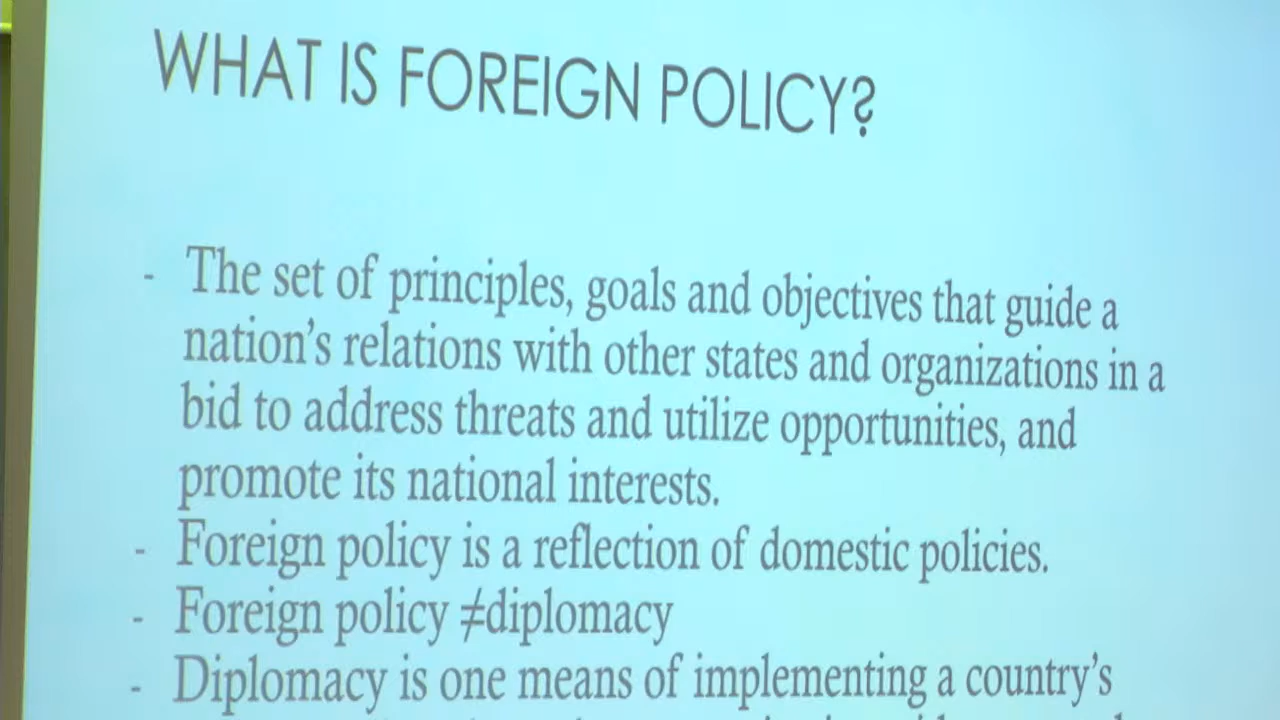 WHAT IS FOREIGN POLICY?
- The set of principles, goals and objectives that guide a
nation's relations with other states and organizations in a
bid to address threats and utilize opportunities, and
promote its national interests.
- Foreign policy is a reflection of domestic policies.
- Foreign policy ≠diplomacy
- Diplomacy is one means of implementing a country's